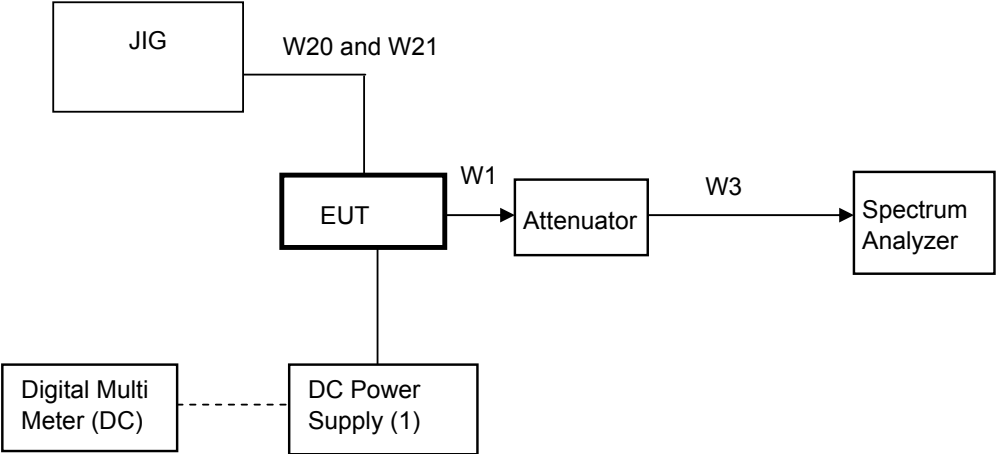 JIG
W20 and W21
EUT
W1
Attenuator
W3
Spectrum
Analyzer
Digital Multi
Meter (DC)
DC Power
Supply (1)